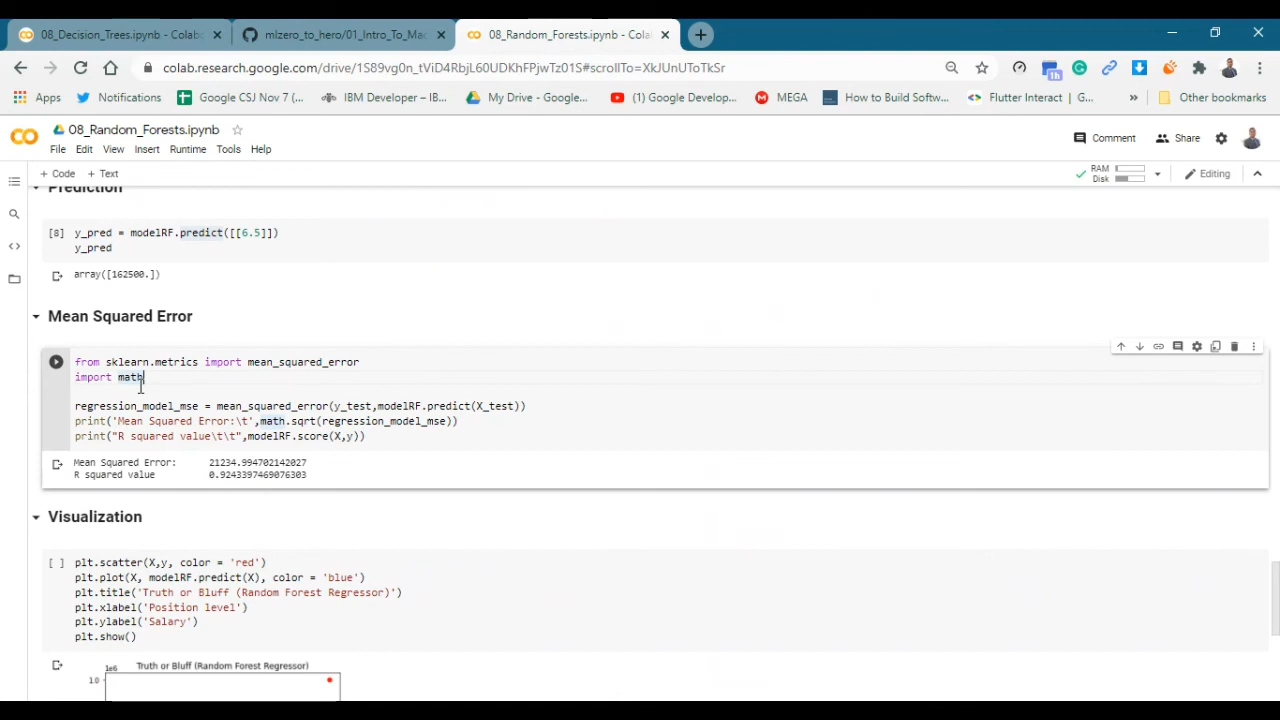 08_Decision_Trees.ipynb - Colabo
mlzero_to_hero/01_Intro_To_Mac
08_Random_Forests.ipynb - Colab
colab.research.google.com/drive/1S89vg0n_tViD4RbjL60UDKhFPjwTz01S#scrollTo=XkJUnUToTkSr
1h
Apps
Notifications
Google CSJ Nov 7 (...
IBM Developer – IB...
My Drive - Google...
(1) Google Develop...
MEGA
How to Build Softw...
Flutter Interact | G...
»
Other bookmarks
08_Random_Forests.ipynb
File Edit View Insert Runtime Tools Help
Comment
Share
+ Code + Text
RAM
Disk
Editing
Prediction
[8] y_pred = modelRF.predict([[6.5]])
y_pred
array([162500.])
Mean Squared Error
from sklearn.metrics import mean_squared_error
import math
regression_model_mse = mean_squared_error(y_test,modelRF.predict(X_test))
print('Mean Squared Error:\t',math.sqrt(regression_model_mse))
print("R squared value\t\t",modelRF.score(X,y))
Mean Squared Error: 21234.994702142027
R squared value 0.9243397469076303
Visualization
[ ] plt.scatter(X,y, color = 'red')
plt.plot(X, modelRF.predict(X), color = 'blue')
plt.title('Truth or Bluff (Random Forest Regressor)')
plt.xlabel('Position level')
plt.ylabel('Salary')
plt.show()
1e6 Truth or Bluff (Random Forest Regressor)
1.0